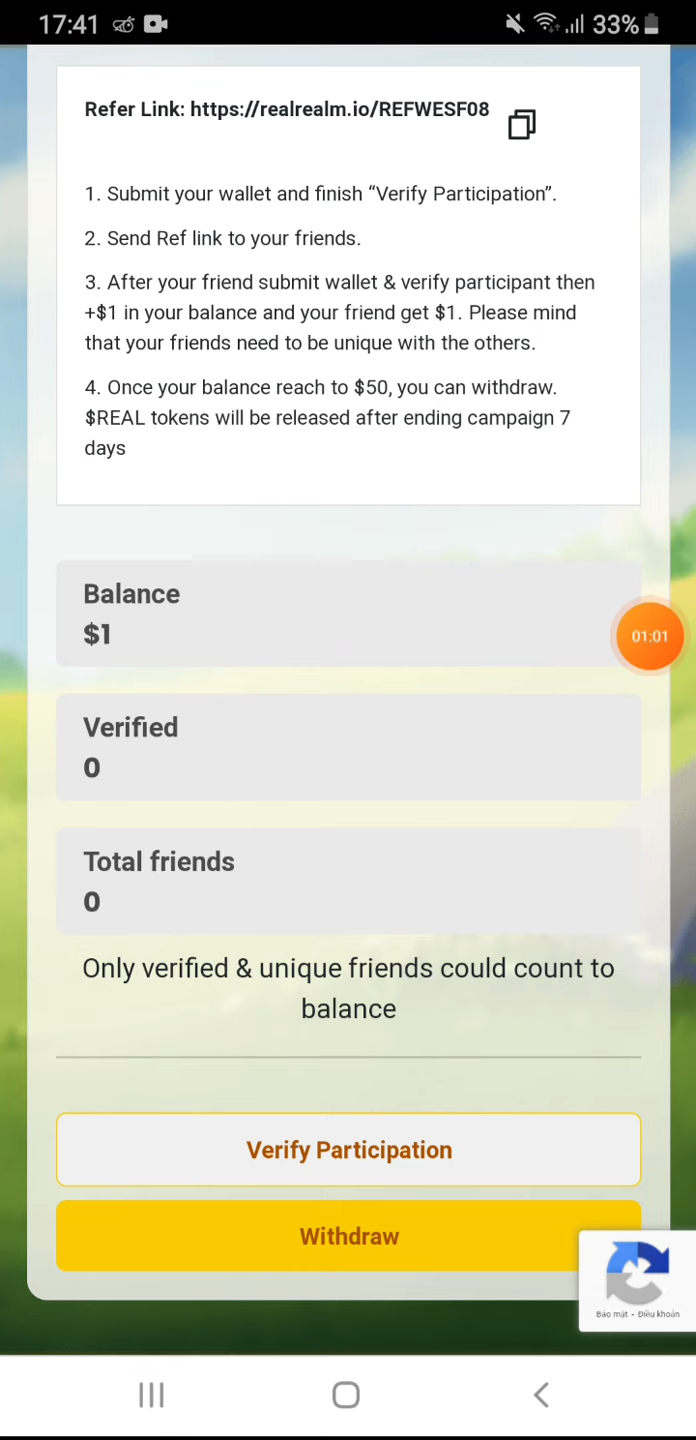 17:41 33%
Refer Link: https://realrealm.io/REFWESF08
1. Submit your wallet and finish “Verify Participation”.
2. Send Ref link to your friends.
3. After your friend submit wallet & verify participant then
+$1 in your balance and your friend get $1. Please mind
that your friends need to be unique with the others.
4. Once your balance reach to $50, you can withdraw.
$REAL tokens will be released after ending campaign 7
days
Balance
$1
01:01
Verified
0
Total friends
0
Only verified & unique friends could count to
balance
Verify Participation
Withdraw
Bảo mật - Điều khoản